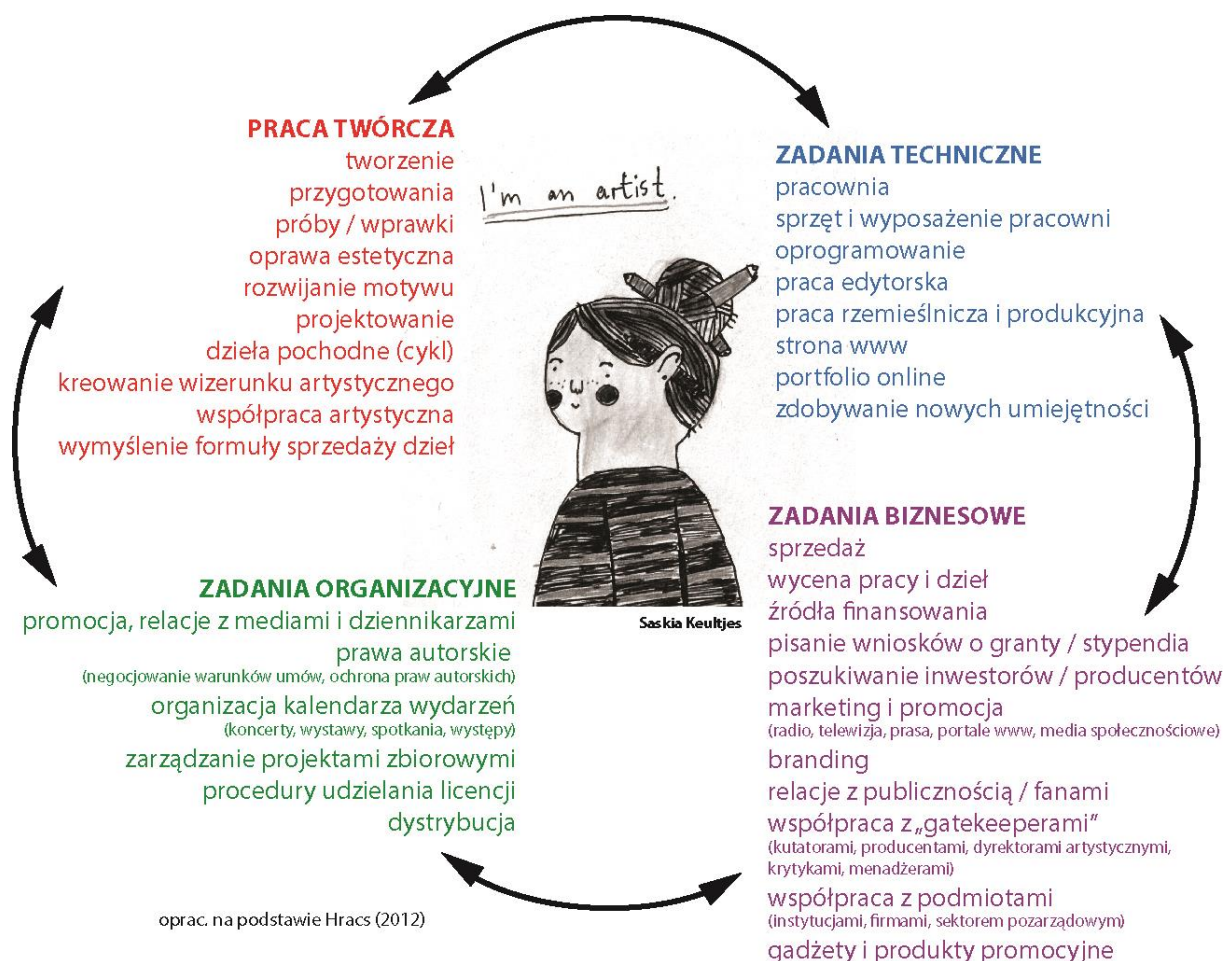 PRACA TWÓRCZA
tworzenie
przygotowania
próby / wprawki
oprawa estetyczna
rozwijanie motywu
projektowanie
dzieła pochodne (cykl)
kreowanie wizerunku artystycznego
współpraca artystyczna
wymyślenie formuły sprzedaży dzieł
I'm an artist.
ZADANIA TECHNICZNE
pracownia
sprzęt i wyposażenie pracowni
oprogramowanie
praca edytorska
praca rzemieślnicza i produkcyjna
strona www
portfolio online
zdobywanie nowych umiejętności
Saskia Keultjes
ZADANIA ORGANIZACYJNE
promocja, relacje z mediami i dziennikarzami
prawa autorskie
(negocjowanie warunków umów, ochrona praw autorskich)
organizacja kalendarza wydarzeń
(koncerty, wystawy, spotkania, występy)
zarządzanie projektami zbiorowymi
procedury udzielania licencji
dystrybucja
ZADANIA BIZNESOWE
sprzedaż
wycena pracy i dzieł
źródła finansowania
pisanie wniosków o granty / stypendia
poszukiwanie inwestorów / producentów
marketing i promocja
(radio, telewizja, prasa, portale www, media społecznościowe)
branding
relacje z publicznością / fanami
współpraca z „gatekeeperami”
(kutatorami, producentami, dyrektorami artystycznymi,
krytykami, menadżerami)
współpraca z podmiotami
(instytucjami, firmami, sektorem pozarządowym)
gadżety i produkty promocyjne
oprac. na podstawie Hracs (2012)